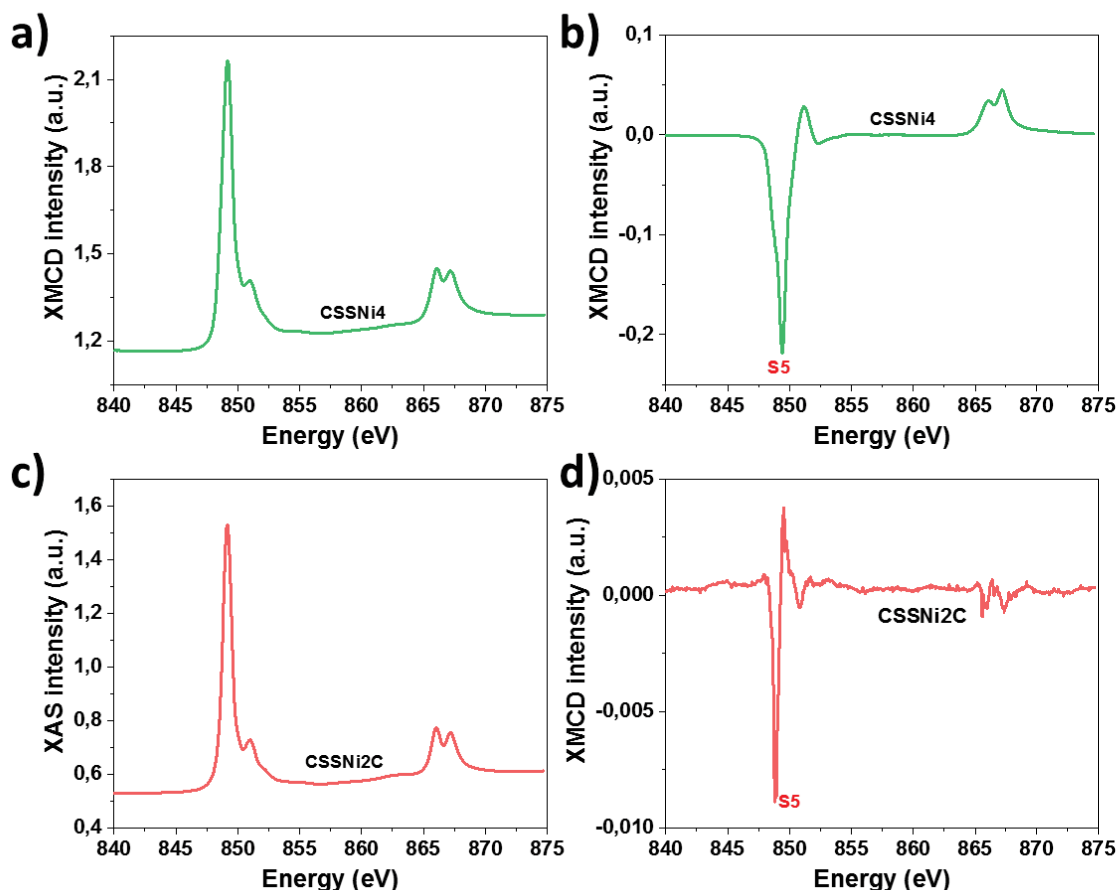 a)
XMCD intensity (a.u.)
2,1
1,8
1,5
1,2
CSSNi4
840 845 850 855 860 865 870 875
Energy (eV)
b)
XMCD intensity (a.u.)
0,1
0,0
-0,1
-0,2
CSSNi4
S5
840 845 850 855 860 865 870 875
Energy (eV)
c)
XAS intensity (a.u.)
1,6
1,4
1,2
1,0
0,8
0,6
0,4
CSSNi2C
840 845 850 855 860 865 870 875
Energy (eV)
d)
XMCD intensity (a.u.)
0,005
0,000
-0,005
-0,010
CSSNi2C
S5
840 845 850 855 860 865 870 875
Energy (eV)